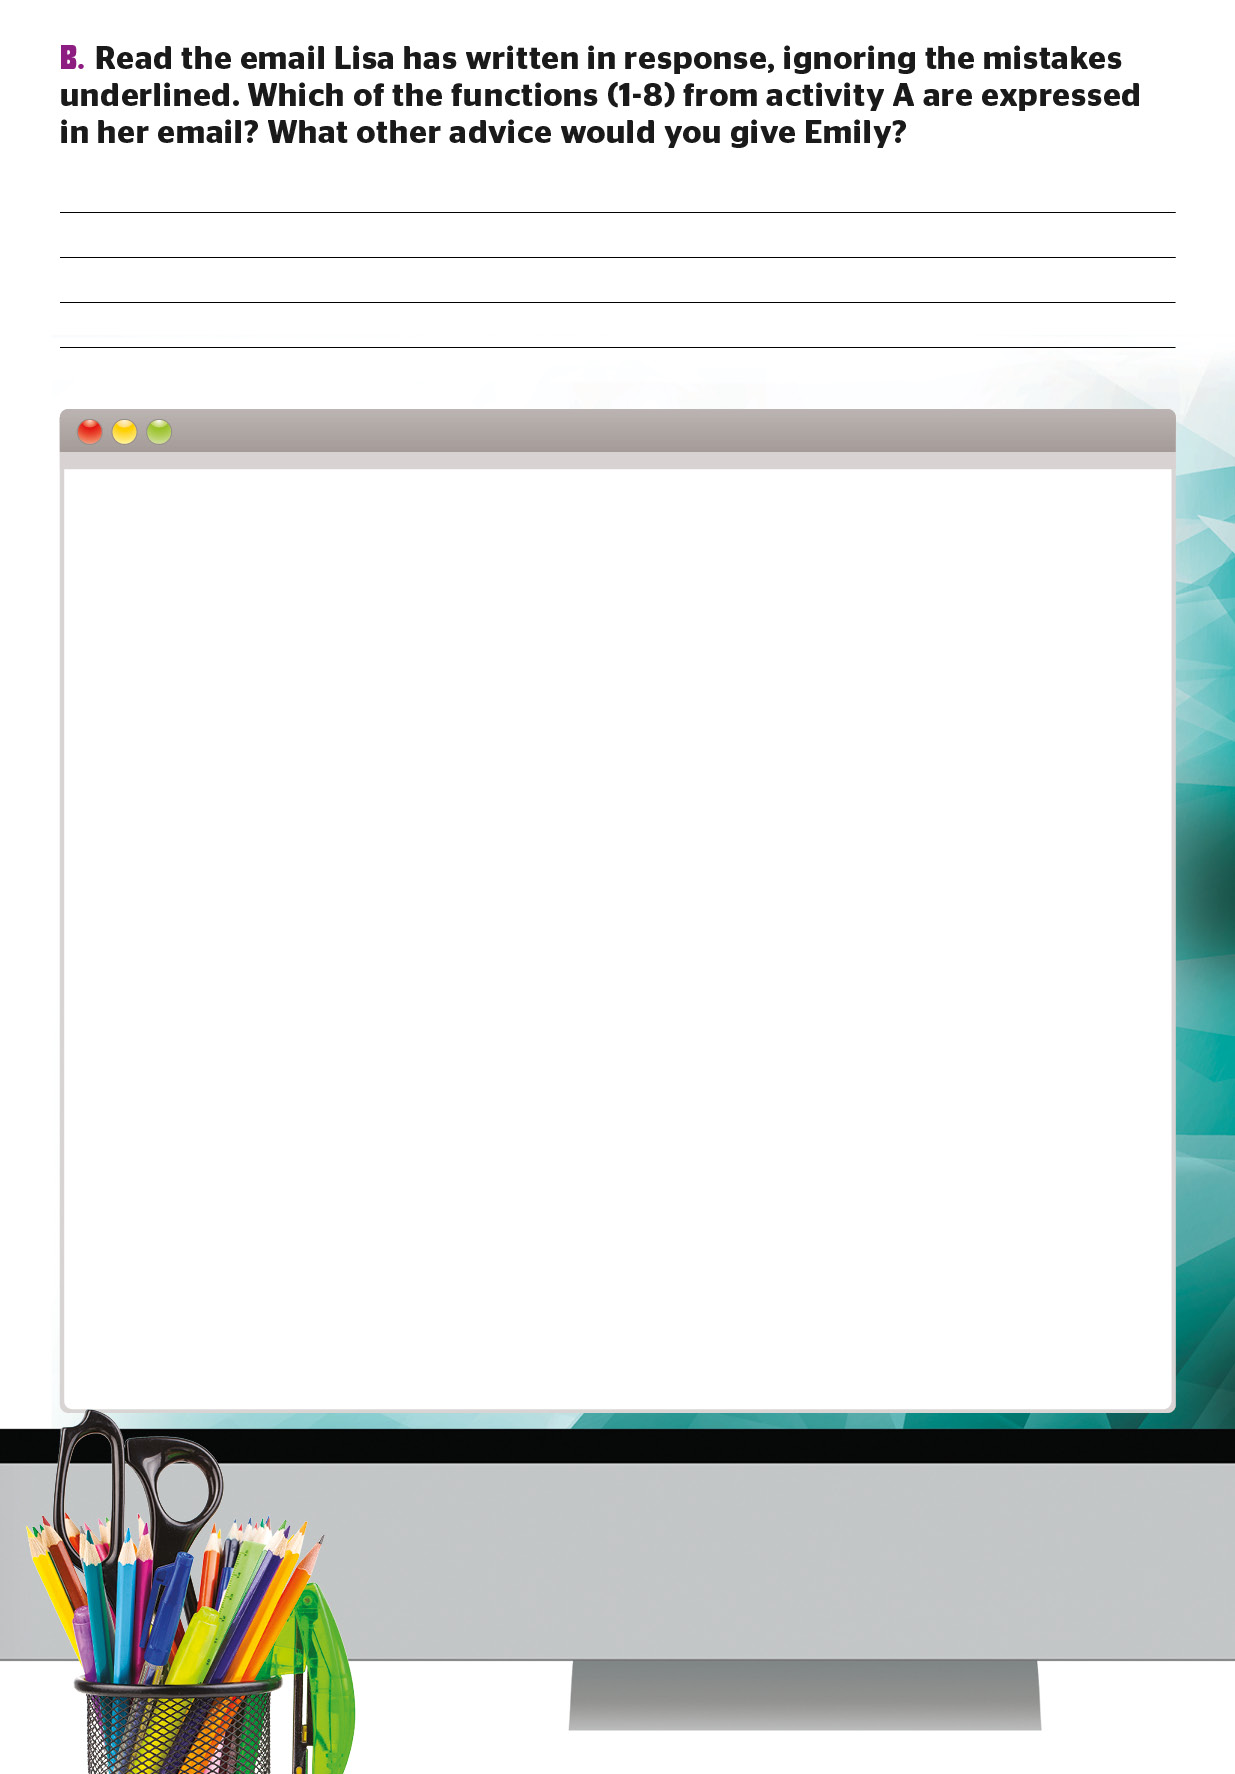 B. Read the email Lisa has written in response, ignoring the mistakes
underlined. Which of the functions (1-8) from activity A are expressed
in her email? What other advice would you give Emily?